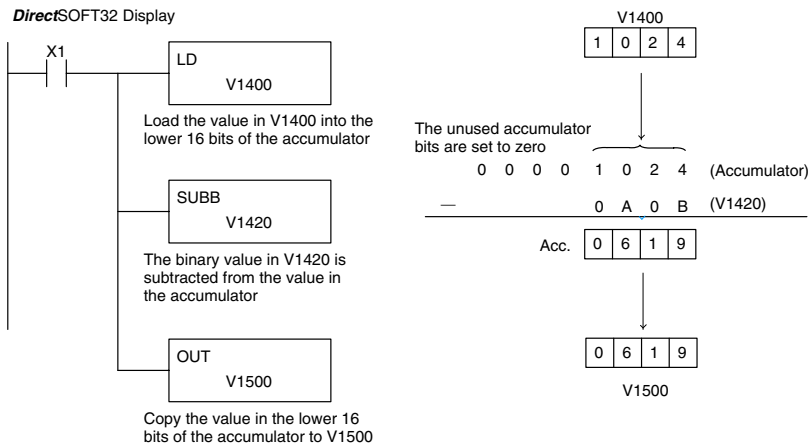 DirectSOFT32 Display
X1
LD
V1400
Load the value in V1400 into the
lower 16 bits of the accumulator
SUBB
V1420
The binary value in V1420 is
subtracted from the value in
the accumulator
OUT
V1500
Copy the value in the lower 16
bits of the accumulator to V1500
V1400
1 0 2 4
The unused accumulator
bits are set to zero
0 0 0 0 1 0 2 4 (Accumulator)
— 0 A 0 B (V1420)
Acc. 0 6 1 9
0 6 1 9
V1500